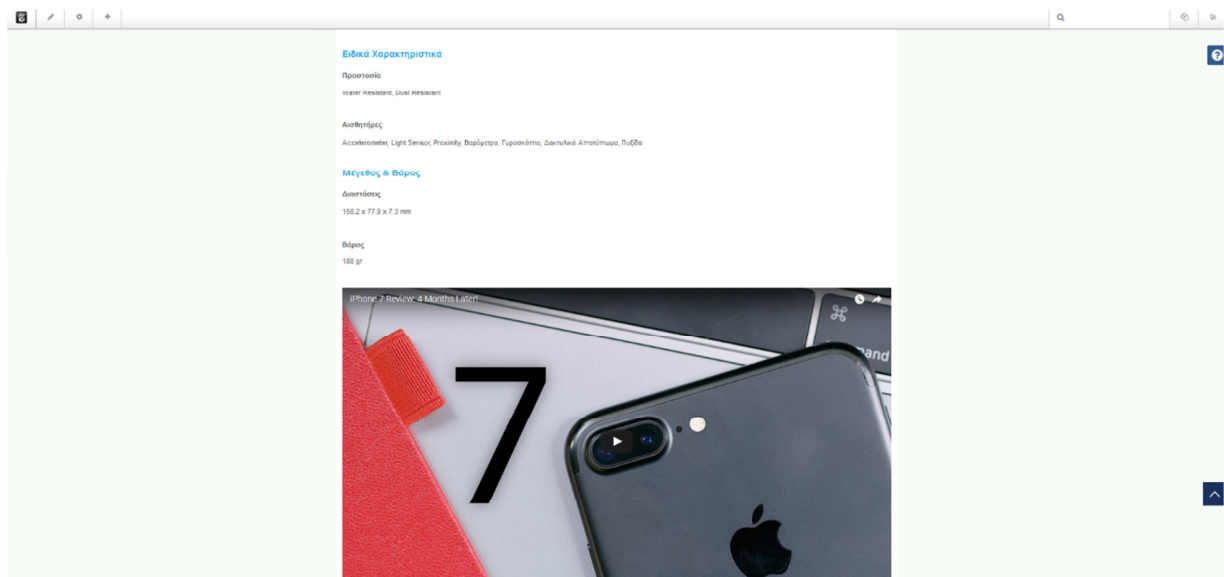 Ειδικά Χαρακτηριστικά
Προστασία
Water Resistant, Dust Resistant
Αισθητήρες
Accelerometer, Light Sensor, Proximity, Βαρόμετρο, Γυροσκόπιο, Δακτυλικό Αποτύπωμα, Πυξίδα
Μέγεθος & Βάρος
Διαστάσεις
158.2 x 77.9 x 7.3 mm
Βάρος
188 gr
iPhone 7 Review: 4 Months Later!
⌘
mand
7